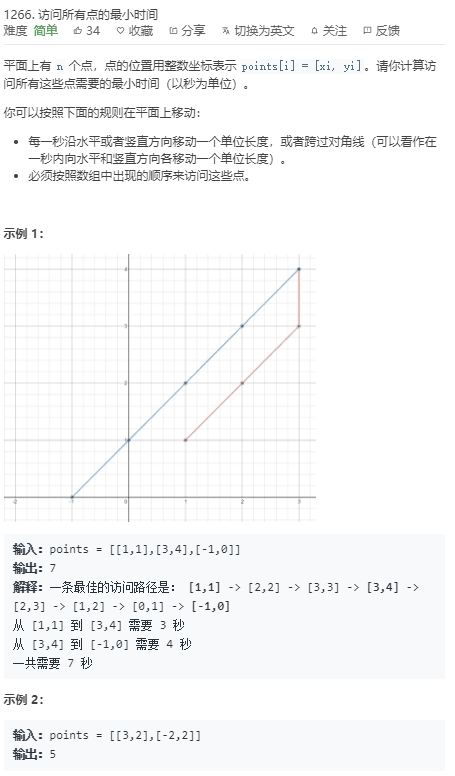 1266. 访问所有点的最小时间
难度 简单 34 收藏 分享 切换为英文 关注 反馈
平面上有 n 个点，点的位置用整数坐标表示 points[i] = [xi, yi]。请你计算访
问所有这些点需要的最小时间（以秒为单位）。
你可以按照下面的规则在平面上移动：
每一秒沿水平或者竖直方向移动一个单位长度，或者跨过对角线（可以看作在
一秒内向水平和竖直方向各移动一个单位长度）。
必须按照数组中出现的顺序来访问这些点。
示例 1：
4
3
2
1
-2 -1 0 1 2 3
输入：points = [[1,1],[3,4],[-1,0]]
输出：7
解释：一条最佳的访问路径是： [1,1] -> [2,2] -> [3,3] -> [3,4] ->
[2,3] -> [1,2] -> [0,1] -> [-1,0]
从 [1,1] 到 [3,4] 需要 3 秒
从 [3,4] 到 [-1,0] 需要 4 秒
一共需要 7 秒
示例 2：
输入：points = [[3,2],[-2,2]]
输出：5